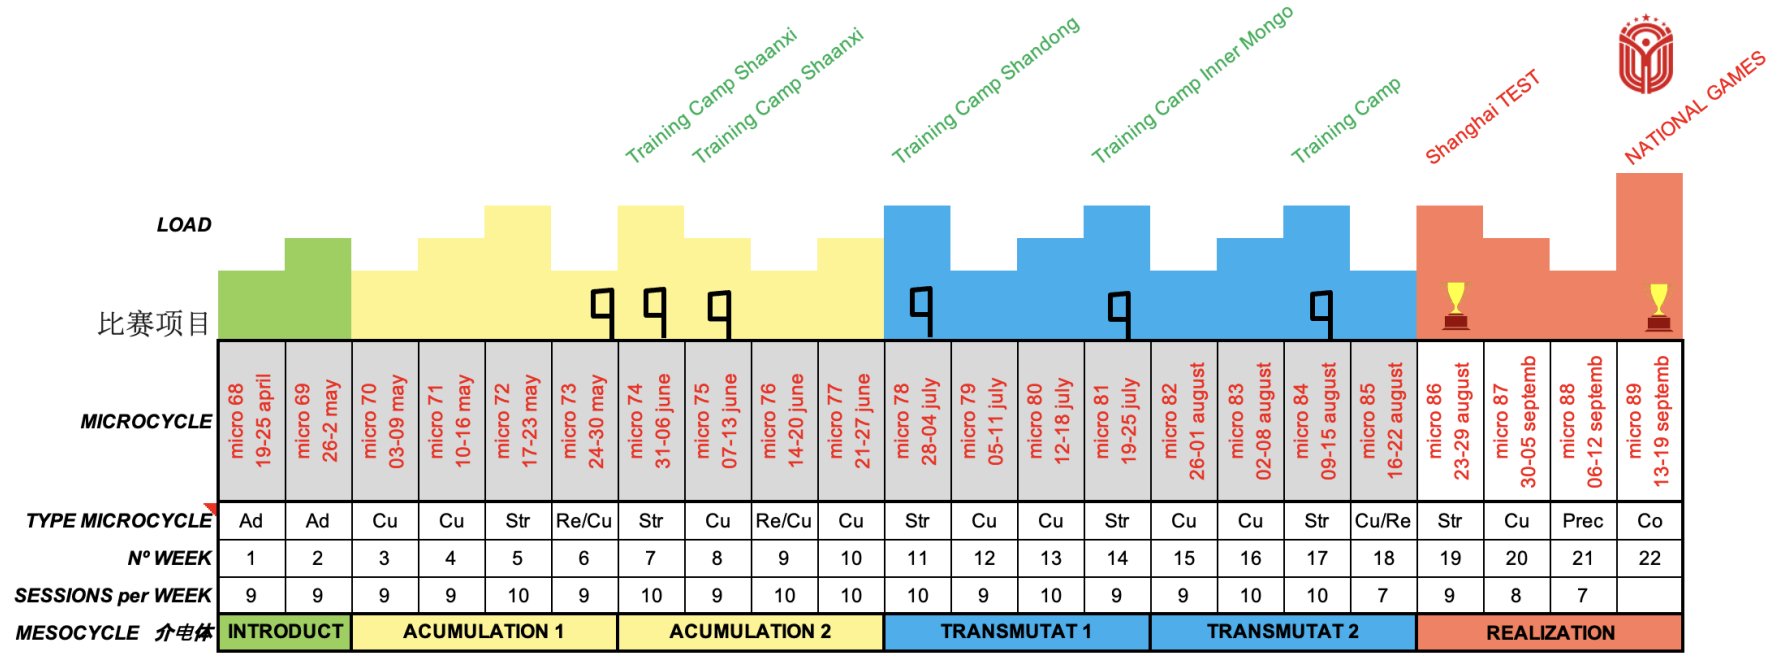 Training Camp Shaanxi
Training Camp Shaanxi
Training Camp Shandong
Training Camp Inner Mongo
Training Camp
Shanghai TEST
NATIONAL GAMES
LOAD
比赛项目
MICROCYCLE
micro 68
19-25 april
micro 69
26-2 may
micro 70
03-09 may
micro 71
10-16 may
micro 72
17-23 may
micro 73
24-30 may
micro 74
31-06 june
micro 75
07-13 june
micro 76
14-20 june
micro 77
21-27 june
micro 78
28-04 july
micro 79
05-11 july
micro 80
12-18 july
micro 81
19-25 july
micro 82
26-01 august
micro 83
02-08 august
micro 84
09-15 august
micro 85
16-22 august
micro 86
23-29 august
micro 87
30-05 septemb
micro 88
06-12 septemb
micro 89
13-19 septemb
TYPE MICROCYCLE Ad Ad Cu Cu Str Re/Cu Str Cu Re/Cu Cu Str Cu Cu Str Cu Cu Str Cu/Re Str Cu Prec Co
Nº WEEK 1 2 3 4 5 6 7 8 9 10 11 12 13 14 15 16 17 18 19 20 21 22
SESSIONS per WEEK 9 9 9 9 10 9 10 9 10 10 10 9 10 9 9 10 10 7 9 8 7
MESOCYCLE 介电体 INTRODUCT ACUMULATION 1 ACUMULATION 2 TRANSMUTAT 1 TRANSMUTAT 2 REALIZATION